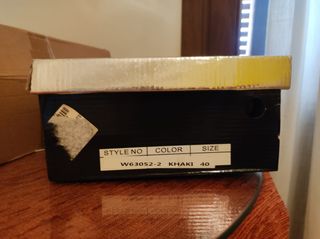 STYLE NO COLOR SIZE
W63052-2 KHAKI 40